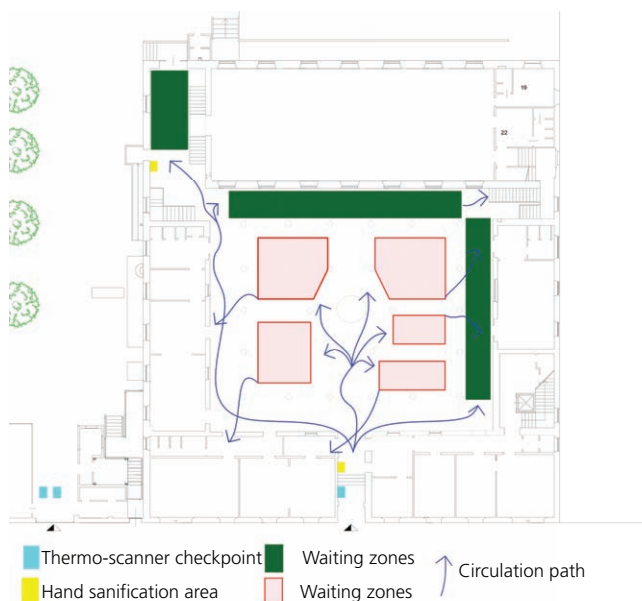 19
22
Thermo-scanner checkpoint Waiting zones Circulation path
Hand sanification area Waiting zones